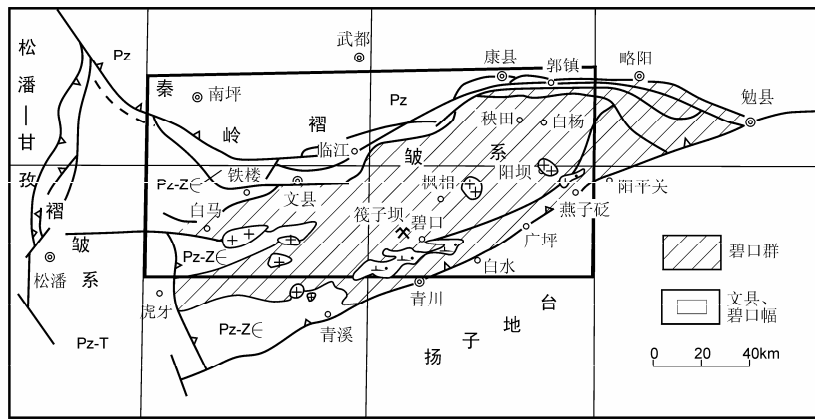 松潘—甘孜褶皱系
Pz
武都
南坪
秦岭褶皱系
Pz
康县
郭镇
略阳
勉县
临江
秧田
白杨
Pz-Z∈
铁楼
文县
枫相
阳坝
阳平关
白马
筏子坝
碧口
燕子砭
广坪
Pz-Z∈
白水
松潘
虎牙
青川
Pz-Z∈
青溪
Pz-T
扬子地台
碧口群
文具、
碧口幅
0 20 40km